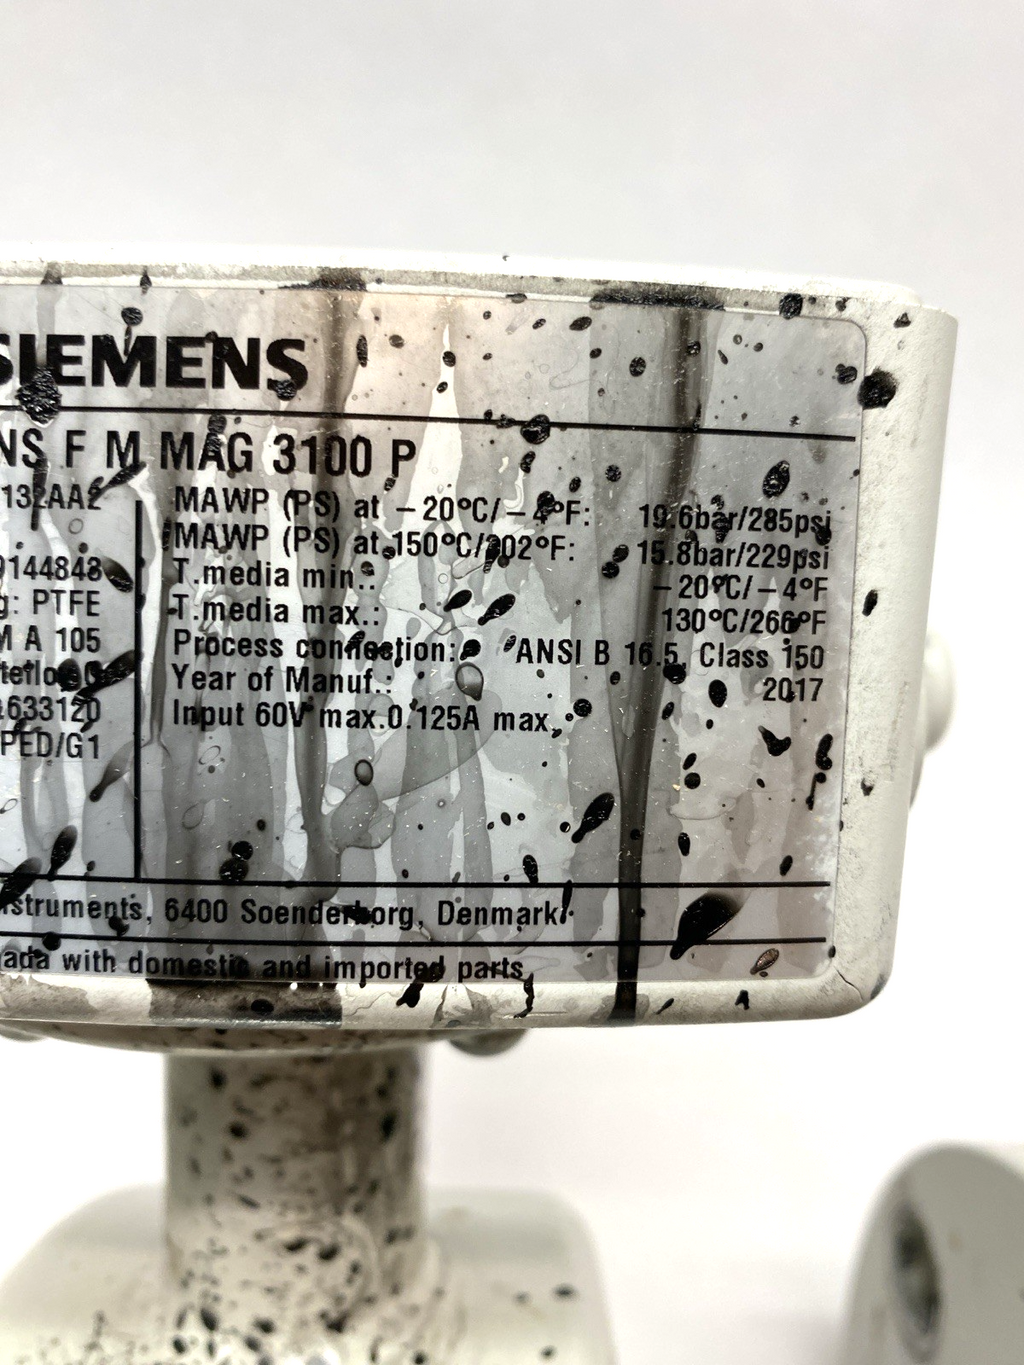 SIEMENS
NS F M MAG 3100 P
132AA2
MAWP (PS) at −20°C/−4°F: 19.6bar/285psi
MAWP (PS) at 150°C/302°F: 15.8bar/229psi
9144848 T.media min.: −20°C/−4°F
g: PTFE T.media max.: 130°C/266°F
M A 105 Process connection: ANSI B 16.5, Class 150
Year of Manuf.: 2017
1633120 Input 60V max.0.125A max.
PED/G1
nstruments, 6400 Soenderborg, Denmark.
ada with domestic and imported parts